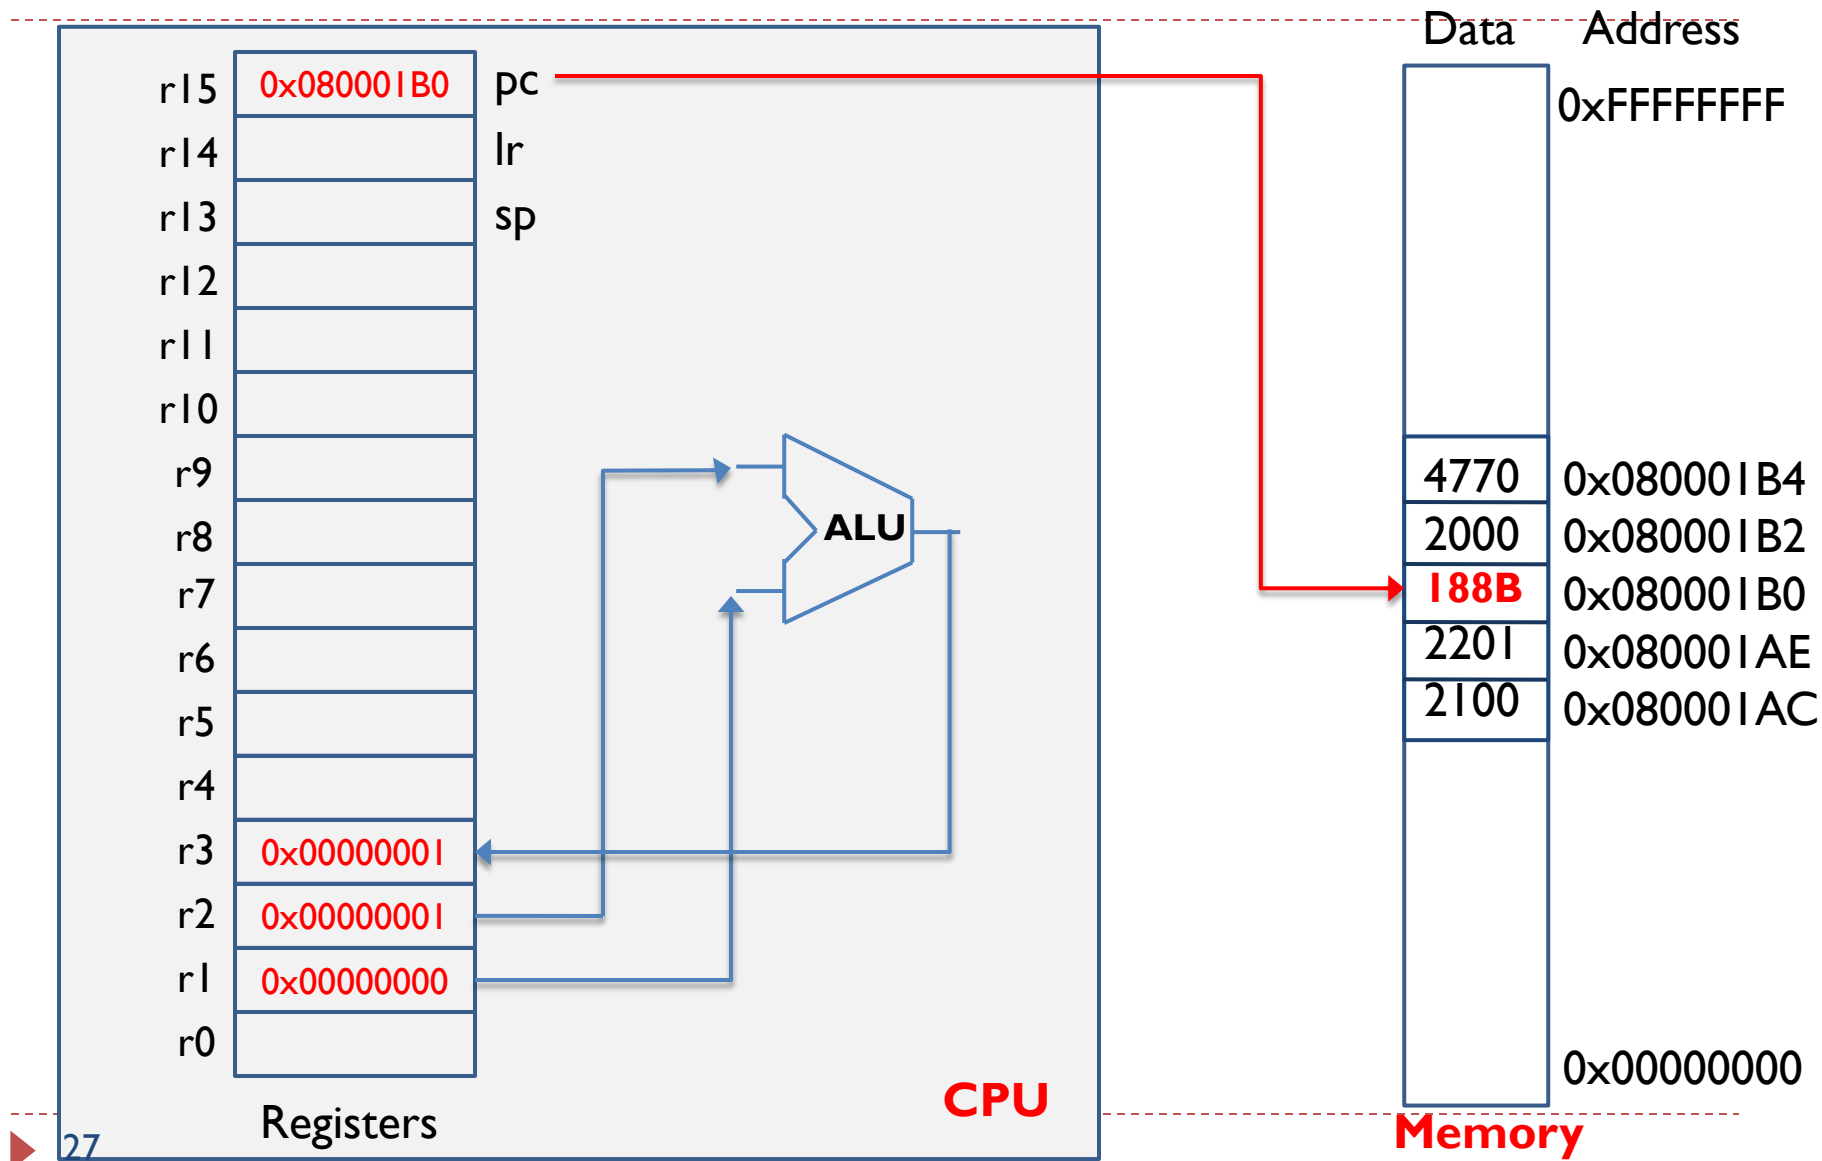 Data Address
r15 0x080001B0 pc
0xFFFFFFFF
r14 lr
r13 sp
r12
r11
r10
r9
4770 0x080001B4
r8
ALU
2000 0x080001B2
r7
188B 0x080001B0
r6
2201 0x080001AE
r5
2100 0x080001AC
r4
r3 0x00000001
r2 0x00000001
r1 0x00000000
r0
0x00000000
CPU
Registers
Memory
27